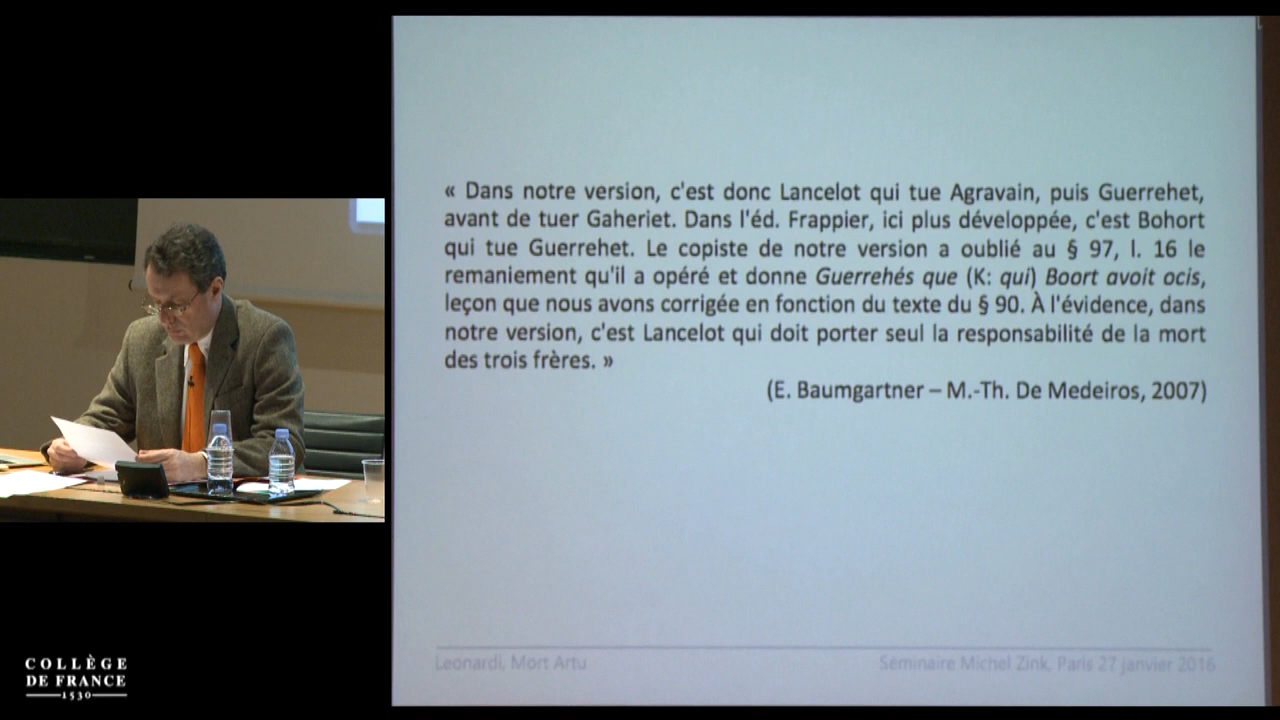 « Dans notre version, c'est donc Lancelot qui tue Agravain, puis Guerrehet,
avant de tuer Gaheriet. Dans l'éd. Frappier, ici plus développée, c'est Bohort
qui tue Guerrehet. Le copiste de notre version a oublié au § 97, l. 16 le
remaniement qu'il a opéré et donne Guerrehés que (K: qui) Boort avoit ocis,
leçon que nous avons corrigée en fonction du texte du § 90. À l'évidence, dans
notre version, c'est Lancelot qui doit porter seul la responsabilité de la mort
des trois frères. »
(E. Baumgartner – M.-Th. De Medeiros, 2007)
Leonardi, Mort Artu
Séminaire Michel Zink, Paris 27 janvier 2016
COLLÈGE
DE FRANCE
1530